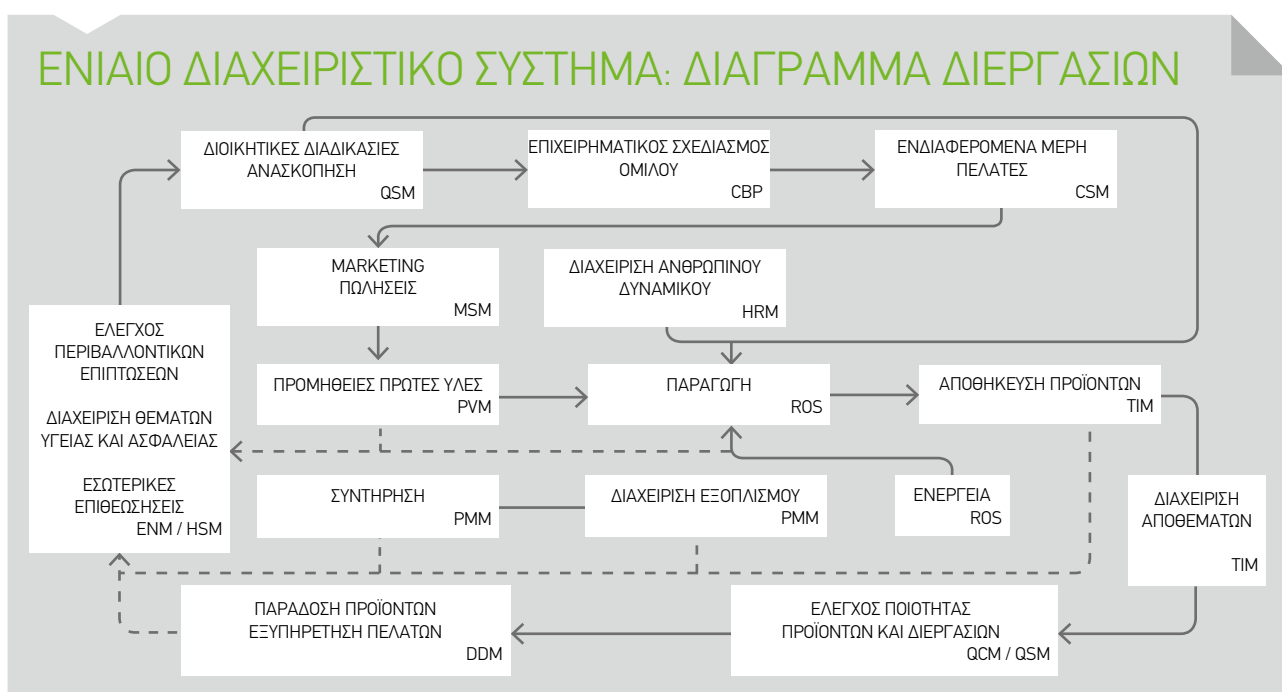 ΕΝΙΑΙΟ ΔΙΑΧΕΙΡΙΣΤΙΚΟ ΣΥΣΤΗΜΑ: ΔΙΑΓΡΑΜΜΑ ΔΙΕΡΓΑΣΙΩΝ
ΔΙΟΙΚΗΤΙΚΕΣ ΔΙΑΔΙΚΑΣΙΕΣ
ΑΝΑΣΚΟΠΗΣΗ
QSM
ΕΠΙΧΕΙΡΗΜΑΤΙΚΟΣ ΣΧΕΔΙΑΣΜΟΣ
ΟΜΙΛΟΥ
CBP
ΕΝΔΙΑΦΕΡΟΜΕΝΑ ΜΕΡΗ
ΠΕΛΑΤΕΣ
CSM
MARKETING
ΠΩΛΗΣΕΙΣ
MSM
ΔΙΑΧΕΙΡΙΣΗ ΑΝΘΡΩΠΙΝΟΥ
ΔΥΝΑΜΙΚΟΥ
HRM
ΕΛΕΓΧΟΣ
ΠΕΡΙΒΑΛΛΟΝΤΙΚΩΝ
ΕΠΙΠΤΩΣΕΩΝ
ΔΙΑΧΕΙΡΙΣΗ ΘΕΜΑΤΩΝ
ΥΓΕΙΑΣ ΚΑΙ ΑΣΦΑΛΕΙΑΣ
ΕΣΩΤΕΡΙΚΕΣ
ΕΠΙΘΕΩΣΗΣΕΙΣ
ENM / HSM
ΠΡΟΜΗΘΕΙΕΣ ΠΡΩΤΕΣ ΥΛΕΣ
PVM
ΠΑΡΑΓΩΓΗ
ROS
ΑΠΟΘΗΚΕΥΣΗ ΠΡΟΪΟΝΤΩΝ
TIM
ΣΥΝΤΗΡΗΣΗ
PMM
ΔΙΑΧΕΙΡΙΣΗ ΕΞΟΠΛΙΣΜΟΥ
PMM
ΕΝΕΡΓΕΙΑ
ROS
ΔΙΑΧΕΙΡΙΣΗ
ΑΠΟΘΕΜΑΤΩΝ
TIM
ΠΑΡΑΔΟΣΗ ΠΡΟΪΟΝΤΩΝ
ΕΞΥΠΗΡΕΤΗΣΗ ΠΕΛΑΤΩΝ
DDM
ΕΛΕΓΧΟΣ ΠΟΙΟΤΗΤΑΣ
ΠΡΟΪΟΝΤΩΝ ΚΑΙ ΔΙΕΡΓΑΣΙΩΝ
QCM / QSM